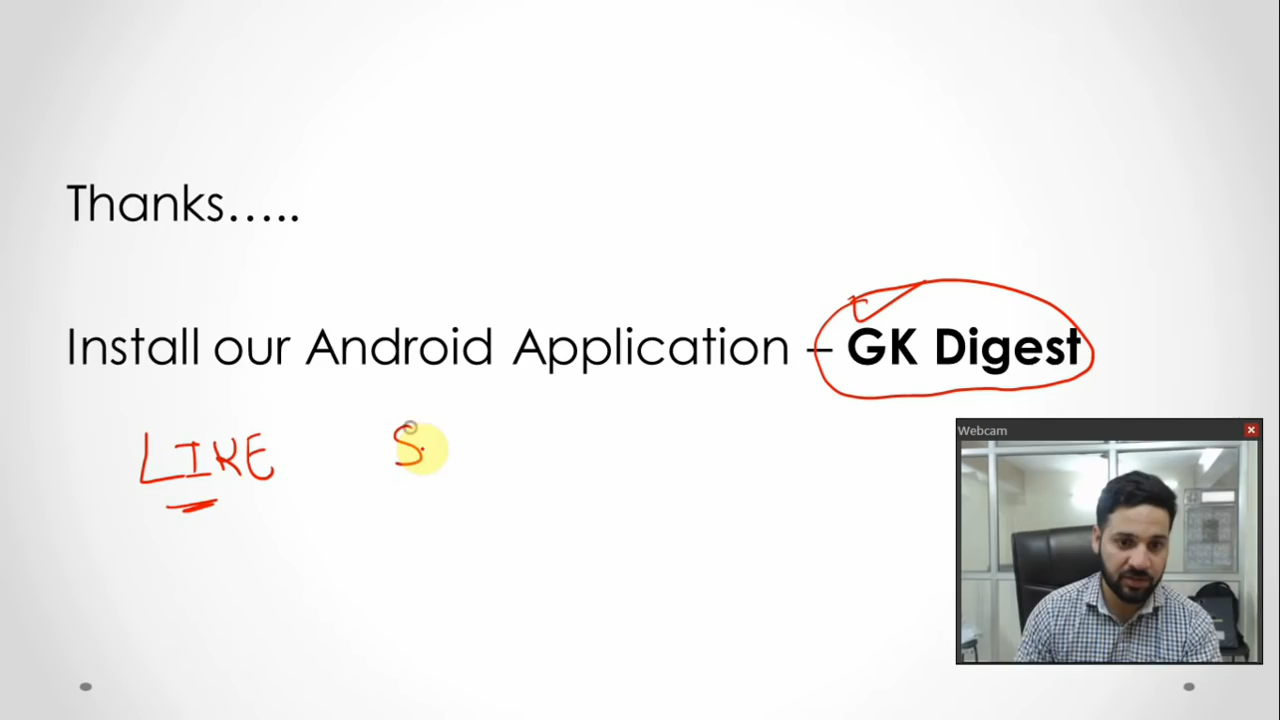 Thanks.....
Install our Android Application – GK Digest
LIKE S
Webcam